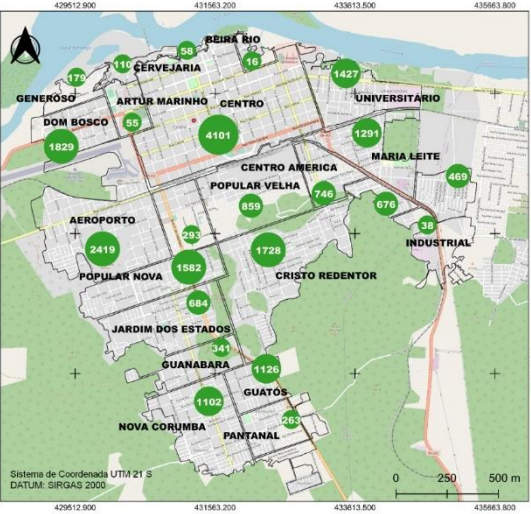 429512.900 431563.200 433613.500 435663.800
BEIRA RIO
58
110
CERVEJARIA
16
179
1427
GENEROSO
ARTUR MARINHO
CENTRO
UNIVERSITÁRIO
DOM BOSCO
55
4101
1291
1829
MARIA LEITE
CENTRO AMERICA
469
POPULAR VELHA
746
676
859
AEROPORTO
38
293
INDUSTRIAL
2419
1728
1582
POPULAR NOVA
CRISTO REDENTOR
684
JARDIM DOS ESTADOS
341
GUANABARA
1126
GUATÓS
1102
263
NOVA CORUMBA
PANTANAL
Sistema de Coordenada UTM 21 S
DATUM: SIRGAS 2000
0 250 500 m
429512.900 431563.200 433613.500 435663.800